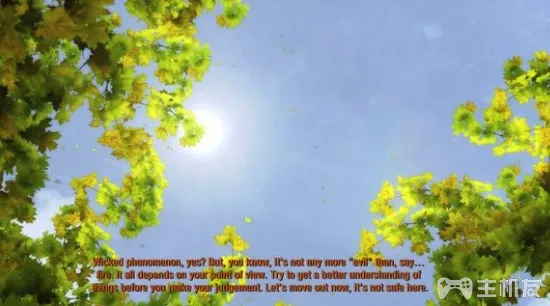 Wicked phenomenon, yes? But, you know, it's not any more "evil" than, say...
fire. It all depends on your point of view. Try to get a better understanding of
things before you make your judgement. Let's move out now, it's not safe here.
主机友